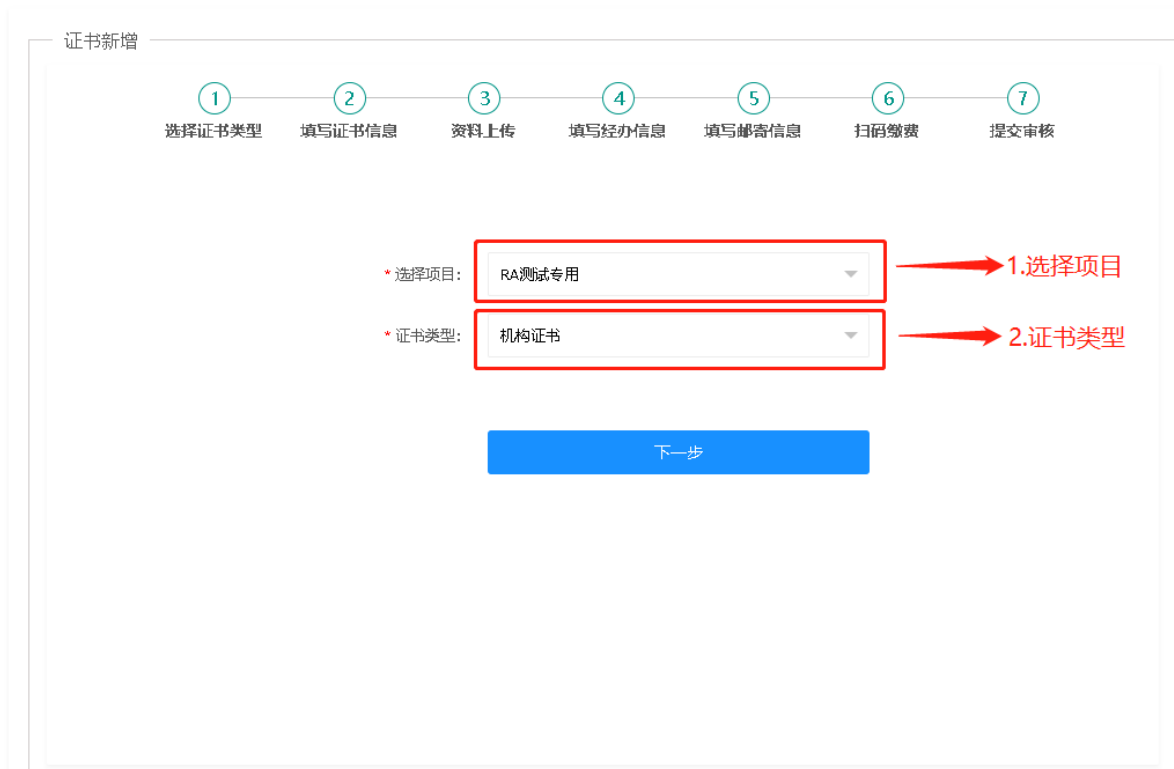 证书新增
1 2 3 4 5 6 7
选择证书类型 填写证书信息 资料上传 填写经办信息 填写邮寄信息 扫码缴费 提交审核
* 选择项目: RA测试专用 1.选择项目
* 证书类型: 机构证书 2.证书类型
下一步